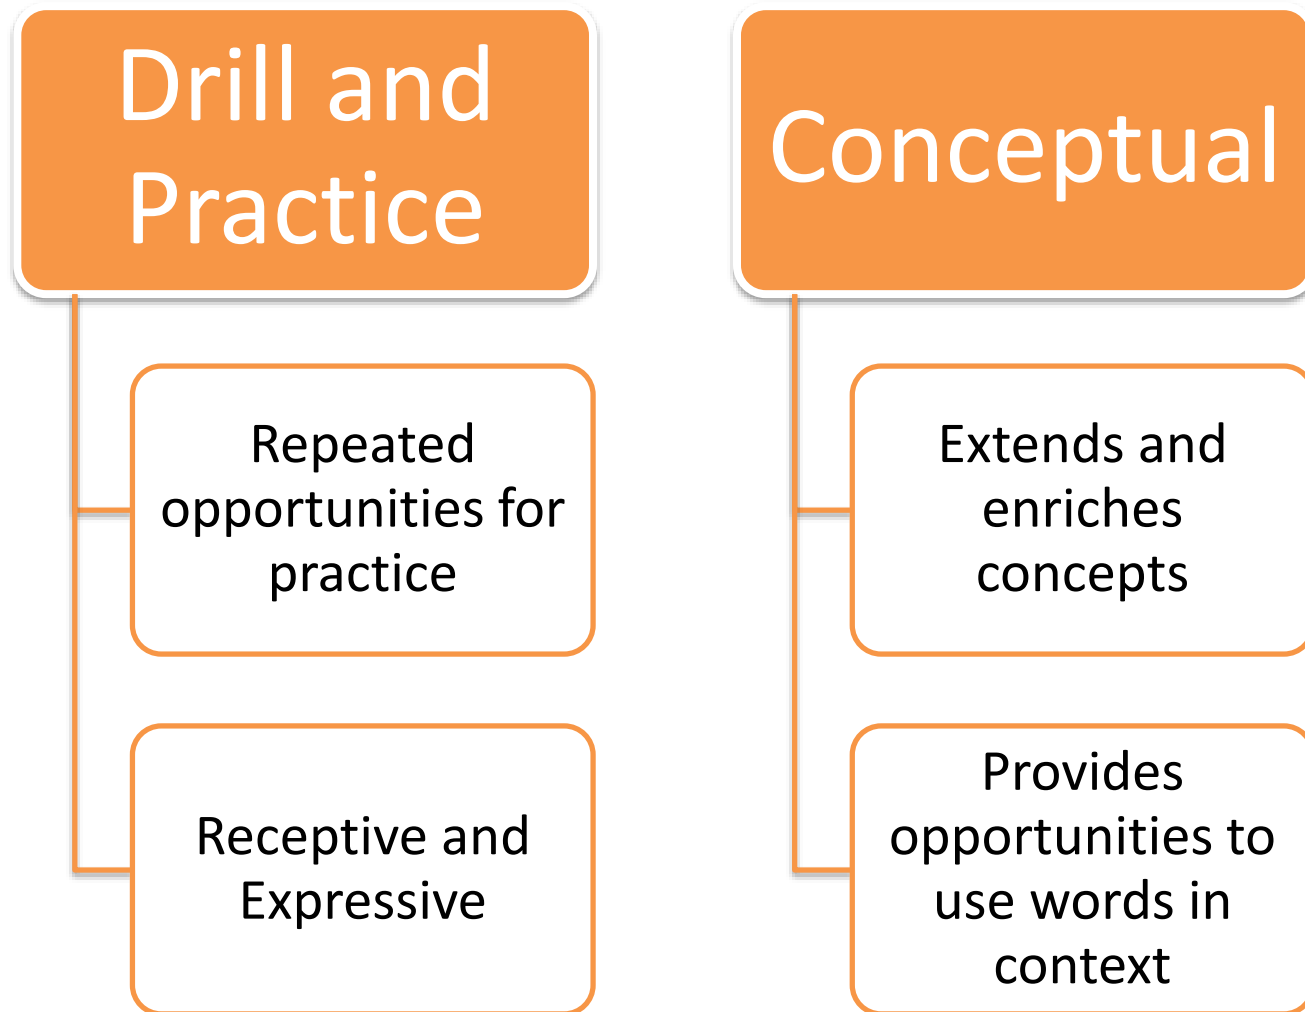 Drill and
Practice
Repeated
opportunities for
practice
Receptive and
Expressive
Conceptual
Extends and
enriches
concepts
Provides
opportunities to
use words in
context